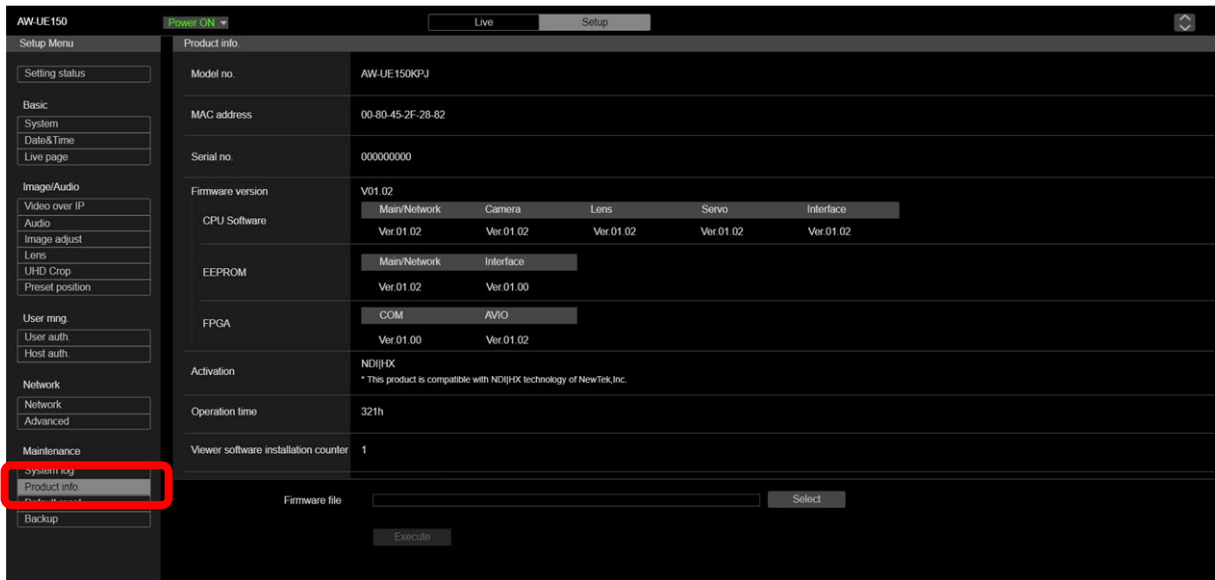 AW-UE150 Power ON Live Setup
Setup Menu
Setting status
Basic
System
Date&Time
Live page
Image/Audio
Video over IP
Audio
Image adjust
Lens
UHD Crop
Preset position
User mng.
User auth.
Host auth.
Network
Network
Advanced
Maintenance
System log
Product info.
Default reset
Backup
Product info.
Model no. AW-UE150KPJ
MAC address 00-80-45-2F-28-82
Serial no. 000000000
Firmware version V01.02
CPU Software Main/Network Camera Lens Servo Interface
Ver.01.02 Ver.01.02 Ver.01.02 Ver.01.02 Ver.01.02
EEPROM Main/Network Interface
Ver.01.02 Ver.01.00
FPGA COM AVIO
Ver.01.00 Ver.01.02
Activation NDI|HX
* This product is compatible with NDI|HX technology of NewTek,Inc.
Operation time 321h
Viewer software installation counter 1
Firmware file Select
Execute